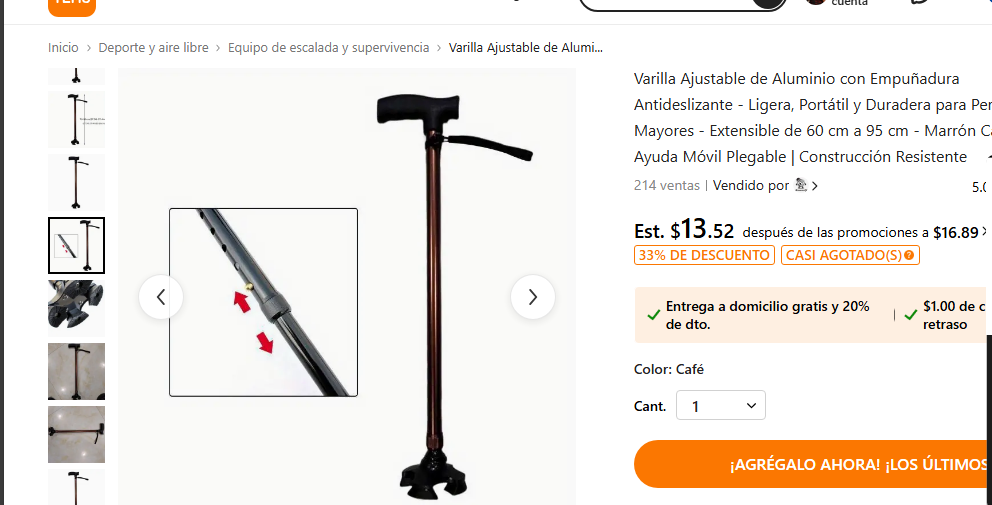 cuenta
Inicio > Deporte y aire libre > Equipo de escalada y supervivencia > Varilla Ajustable de Alumi...
Varilla Ajustable de Aluminio con Empuñadura
Antideslizante - Ligera, Portátil y Duradera para
Mayores - Extensible de 60 cm a 95 cm - Marrón
Ayuda Móvil Plegable | Construcción Resistente
214 ventas | Vendido por
5.0
Est. $13.52 después de las promociones a $16.89
33% DE DESCUENTO CASI AGOTADO(S)
Entrega a domicilio gratis y 20%
de dto.
$1.00 de
retraso
Color: Café
Cant. 1
¡AGRÉGALO AHORA! ¡LOS ÚLTIMOS